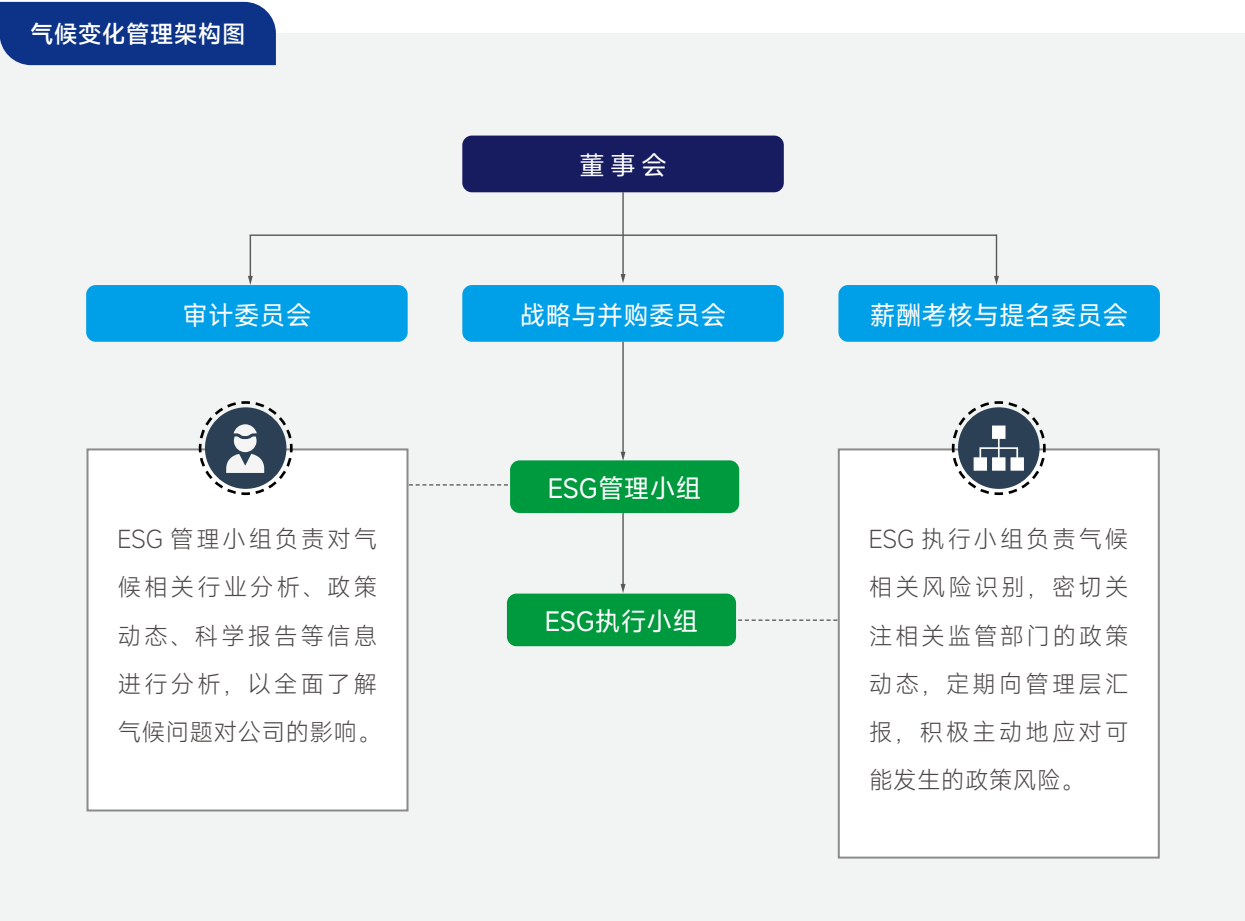 气候变化管理架构图
董事会
审计委员会
战略与并购委员会
薪酬考核与提名委员会
ESG管理小组
ESG执行小组
ESG 管理小组负责对气
候相关行业分析、政策
动态、科学报告等信息
进行分析，以全面了解
气候问题对公司的影响。
ESG 执行小组负责气候
相关风险识别，密切关
注相关监管部门的政策
动态，定期向管理层汇
报，积极主动地应对可
能发生的政策风险。